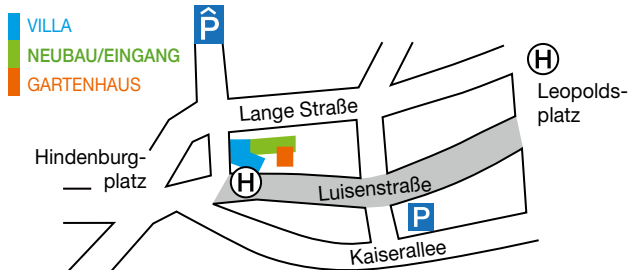 VILLA
NEUBAU/EINGANG
GARTENHAUS
P
H
Leopolds-
platz
Lange Straße
Hindenburg-
platz
H
Luisenstraße
P
Kaiserallee